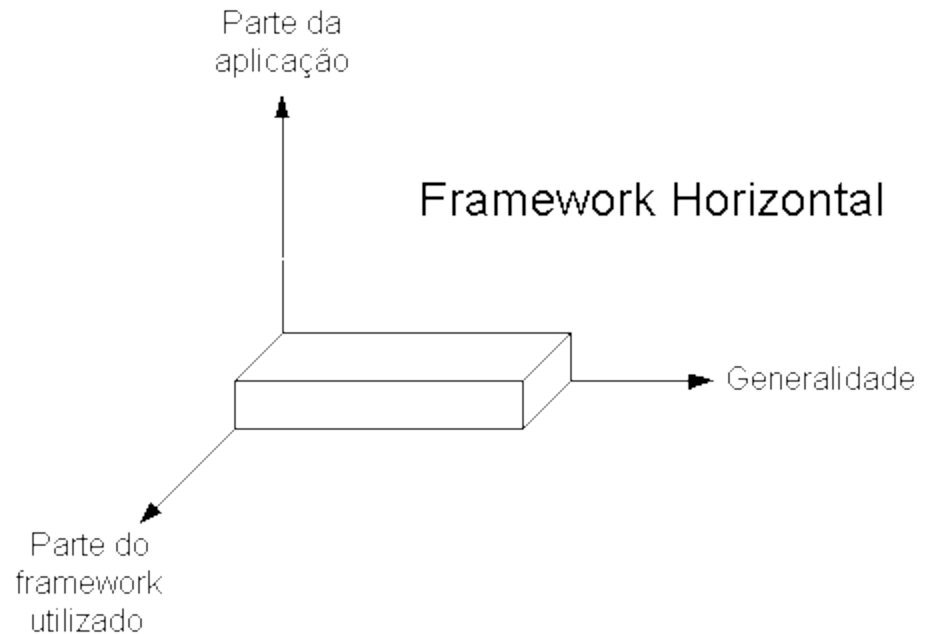 Parte da
aplicação
Framework Horizontal
Generalidade
Parte do
framework
utilizado